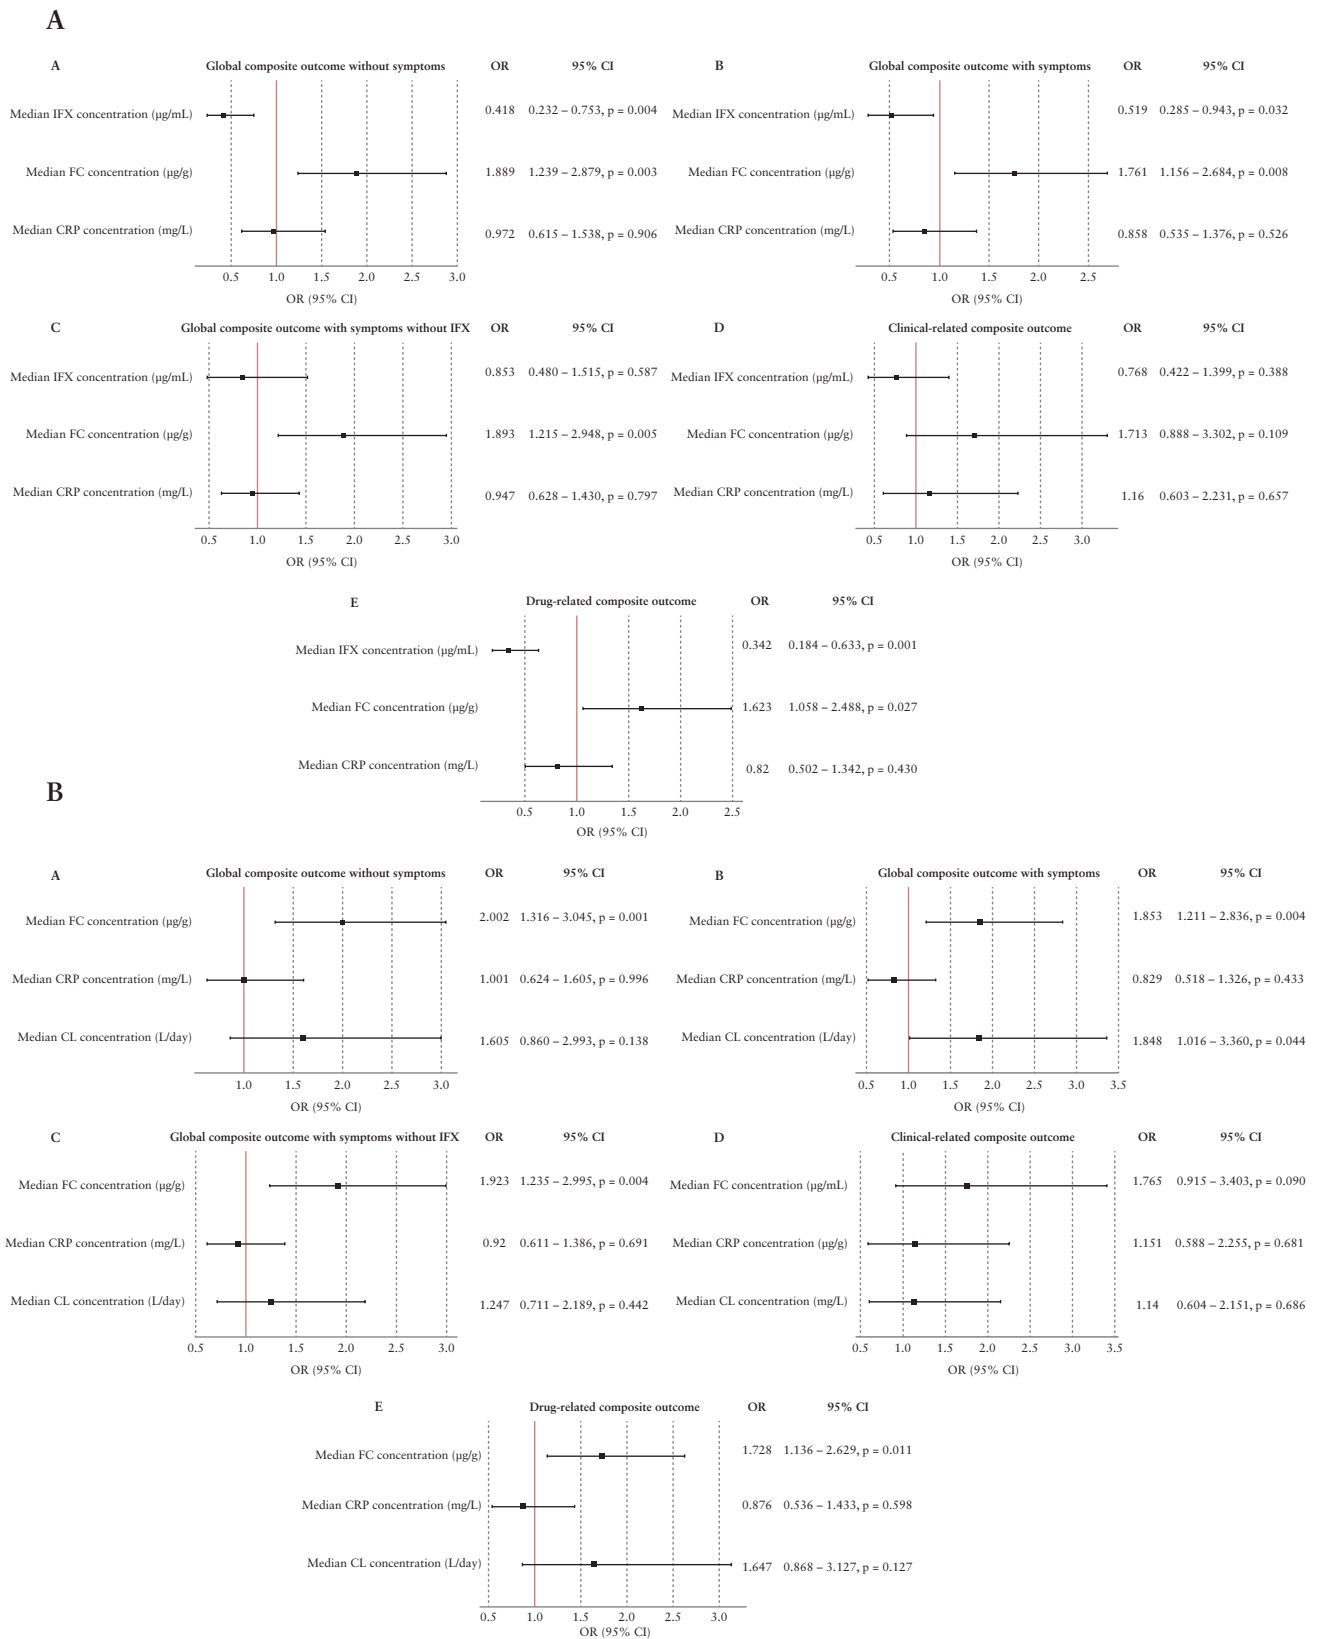 A
A Global composite outcome without symptoms OR 95% CI
Median IFX concentration (µg/mL) 0.418 0.232 – 0.753, p = 0.004
Median FC concentration (µg/g) 1.889 1.239 – 2.879, p = 0.003
Median CRP concentration (mg/L) 0.972 0.615 – 1.538, p = 0.906
0.5 1.0 1.5 2.0 2.5 3.0
OR (95% CI)
B Global composite outcome with symptoms OR 95% CI
Median IFX concentration (µg/mL) 0.519 0.285 – 0.943, p = 0.032
Median FC concentration (µg/g) 1.761 1.156 – 2.684, p = 0.008
Median CRP concentration (mg/L) 0.858 0.535 – 1.376, p = 0.526
0.5 1.0 1.5 2.0 2.5
OR (95% CI)
C Global composite outcome with symptoms without IFX OR 95% CI
Median IFX concentration (µg/mL) 0.853 0.480 – 1.515, p = 0.587
Median FC concentration (µg/g) 1.893 1.215 – 2.948, p = 0.005
Median CRP concentration (mg/L) 0.947 0.628 – 1.430, p = 0.797
0.5 1.0 1.5 2.0 2.5 3.0
OR (95% CI)
D Clinical-related composite outcome OR 95% CI
Median IFX concentration (µg/mL) 0.768 0.422 – 1.399, p = 0.388
Median FC concentration (µg/g) 1.713 0.888 – 3.302, p = 0.109
Median CRP concentration (mg/L) 1.16 0.603 – 2.231, p = 0.657
0.5 1.0 1.5 2.0 2.5 3.0
OR (95% CI)
E Drug-related composite outcome OR 95% CI
Median IFX concentration (µg/mL) 0.342 0.184 – 0.633, p = 0.001
Median FC concentration (µg/g) 1.623 1.058 – 2.488, p = 0.027
Median CRP concentration (mg/L) 0.82 0.502 – 1.342, p = 0.430
0.5 1.0 1.5 2.0 2.5
OR (95% CI)
B
A Global composite outcome without symptoms OR 95% CI
Median FC concentration (µg/g) 2.002 1.316 – 3.045, p = 0.001
Median CRP concentration (mg/L) 1.001 0.624 – 1.605, p = 0.996
Median CL concentration (L/day) 1.605 0.860 – 2.993, p = 0.138
1.0 1.5 2.0 2.5 3.0
OR (95% CI)
B Global composite outcome with symptoms OR 95% CI
Median FC concentration (µg/g) 1.853 1.211 – 2.836, p = 0.004
Median CRP concentration (mg/L) 0.829 0.518 – 1.326, p = 0.433
Median CL concentration (L/day) 1.848 1.016 – 3.360, p = 0.044
0.5 1.0 1.5 2.0 2.5 3.0 3.5
OR (95% CI)
C Global composite outcome with symptoms without IFX OR 95% CI
Median FC concentration (µg/g) 1.923 1.235 – 2.995, p = 0.004
Median CRP concentration (mg/L) 0.92 0.611 – 1.386, p = 0.691
Median CL concentration (L/day) 1.247 0.711 – 2.189, p = 0.442
0.5 1.0 1.5 2.0 2.5 3.0
OR (95% CI)
D Clinical-related composite outcome OR 95% CI
Median FC concentration (µg/mL) 1.765 0.915 – 3.403, p = 0.090
Median CRP concentration (µg/g) 1.151 0.588 – 2.255, p = 0.681
Median CL concentration (mg/L) 1.14 0.604 – 2.151, p = 0.686
0.5 1.0 1.5 2.0 2.5 3.0 3.5
OR (95% CI)
E Drug-related composite outcome OR 95% CI
Median FC concentration (µg/g) 1.728 1.136 – 2.629, p = 0.011
Median CRP concentration (mg/L) 0.876 0.536 – 1.433, p = 0.598
Median CL concentration (L/day) 1.647 0.868 – 3.127, p = 0.127
0.5 1.0 1.5 2.0 2.5 3.0
OR (95% CI)